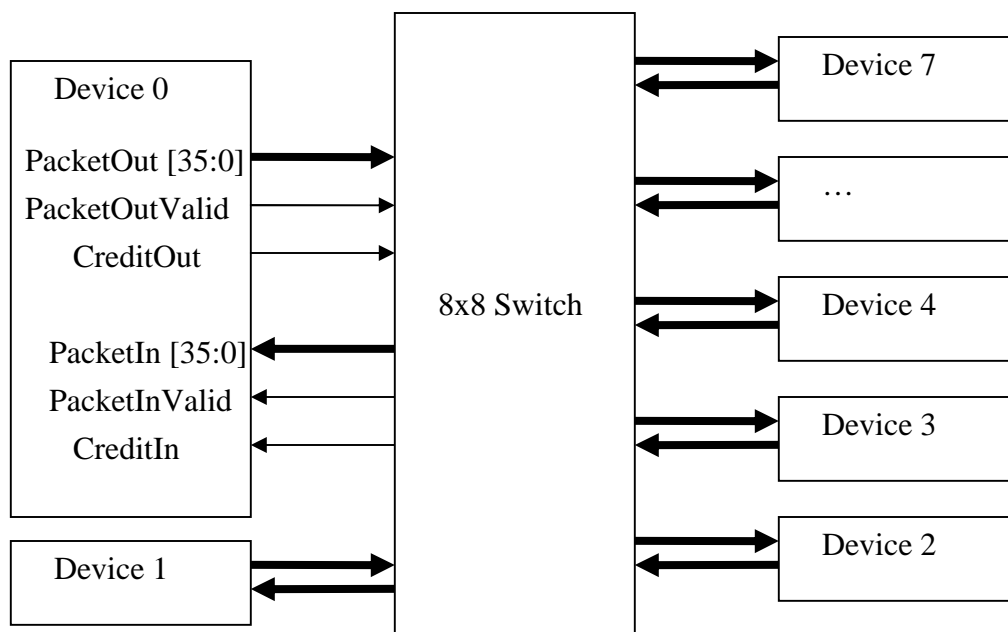 Device 0
PacketOut [35:0]
PacketOutValid
CreditOut
PacketIn [35:0]
PacketInValid
CreditIn
Device 1
8x8 Switch
Device 7
…
Device 4
Device 3
Device 2